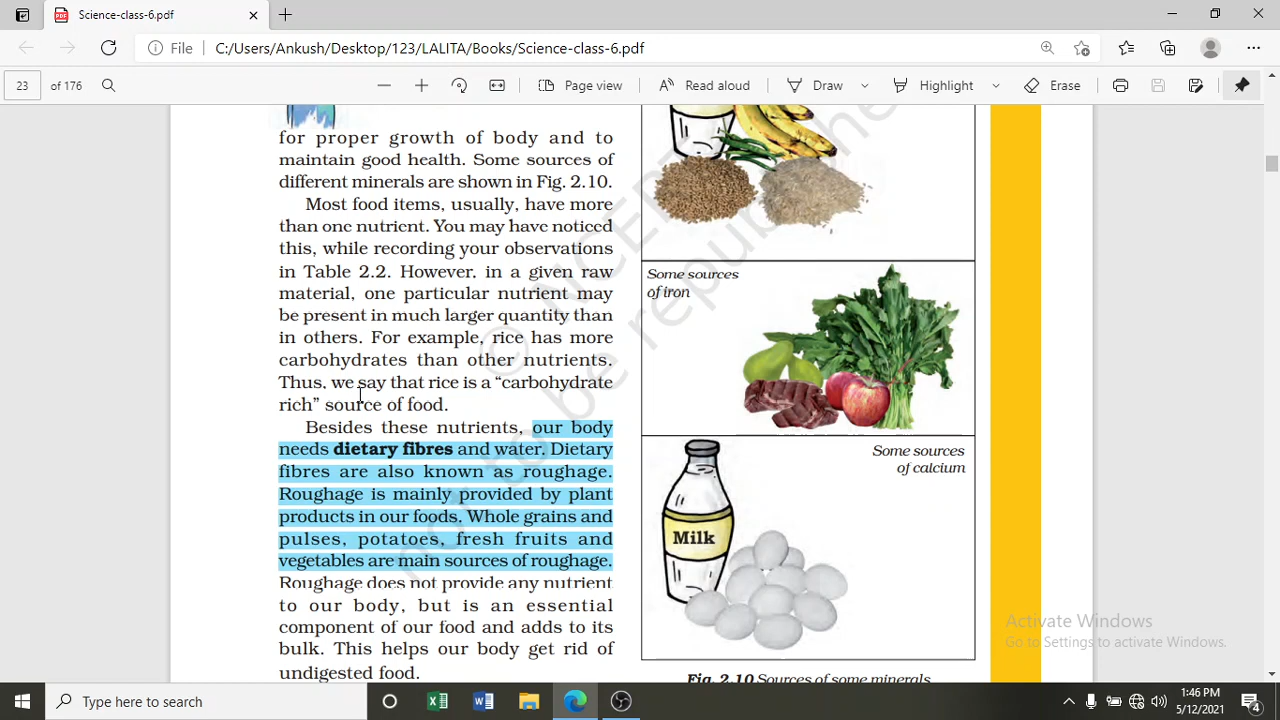 Science-class-6.pdf
File
C:/Users/Ankush/Desktop/123/LALITA/Books/Science-class-6.pdf
23 of 176
Page view
Read aloud
Draw
Highlight
Erase
for proper growth of body and to
maintain good health. Some sources of
different minerals are shown in Fig. 2.10.
Most food items, usually, have more
than one nutrient. You may have noticed
this, while recording your observations
in Table 2.2. However, in a given raw
material, one particular nutrient may
be present in much larger quantity than
in others. For example, rice has more
carbohydrates than other nutrients.
Thus, we say that rice is a “carbohydrate
rich” source of food.
Besides these nutrients, our body
needs dietary fibres and water. Dietary
fibres are also known as roughage.
Roughage is mainly provided by plant
products in our foods. Whole grains and
pulses, potatoes, fresh fruits and
vegetables are main sources of roughage.
Roughage does not provide any nutrient
to our body, but is an essential
component of our food and adds to its
bulk. This helps our body get rid of
undigested food.
Some sources
of iron
Some sources
of calcium
Milk
Fig. 2.10 Sources of some minerals
© NCERT
not to be republished
Activate Windows
Go to Settings to activate Windows.
Type here to search
1:46 PM
5/12/2021
4